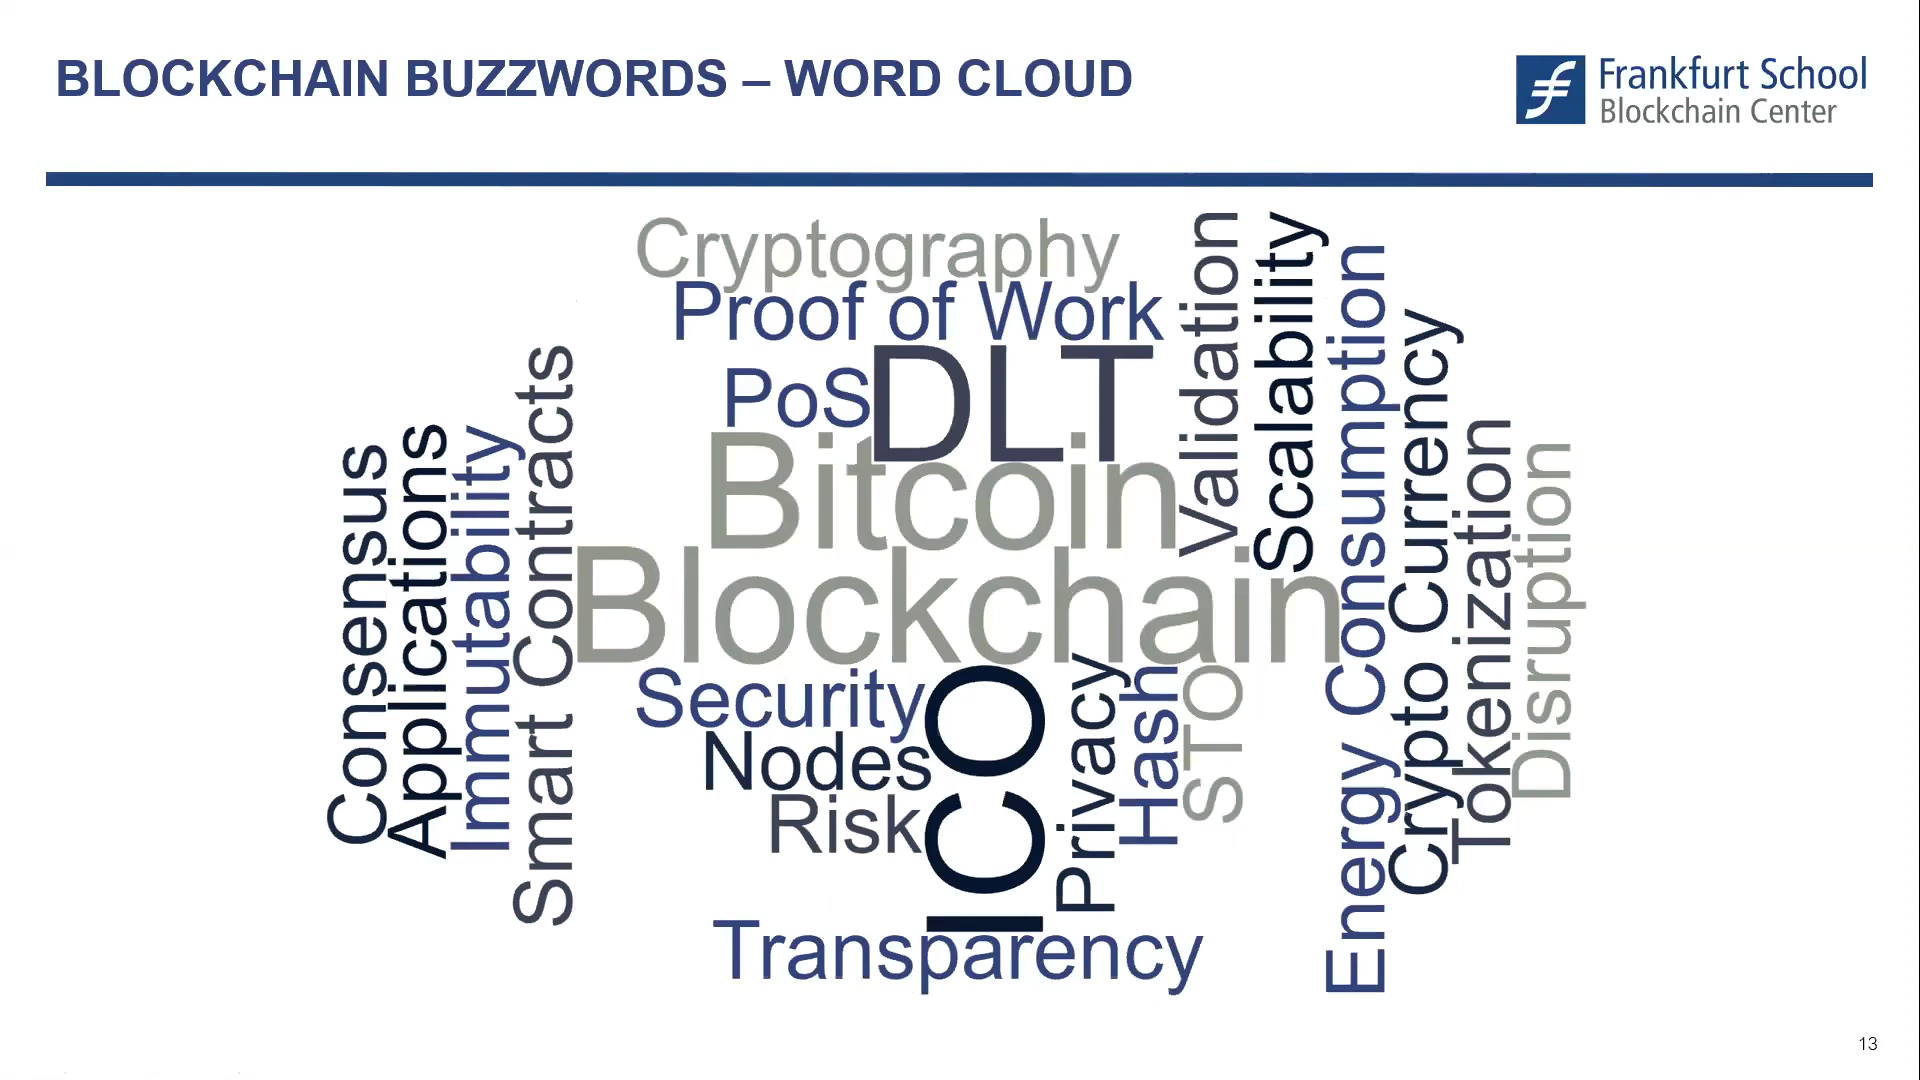 BLOCKCHAIN BUZZWORDS – WORD CLOUD
Frankfurt School
Blockchain Center
Cryptography
Proof of Work
PoS
DLT
Bitcoin
Blockchain
Security
Nodes
Risk
ICO
Transparency
Consensus
Applications
Immutability
Smart Contracts
Privacy
Hash
STO
Validation
Scalability
Energy Consumption
Crypto Currency
Tokenization
Disruption
13